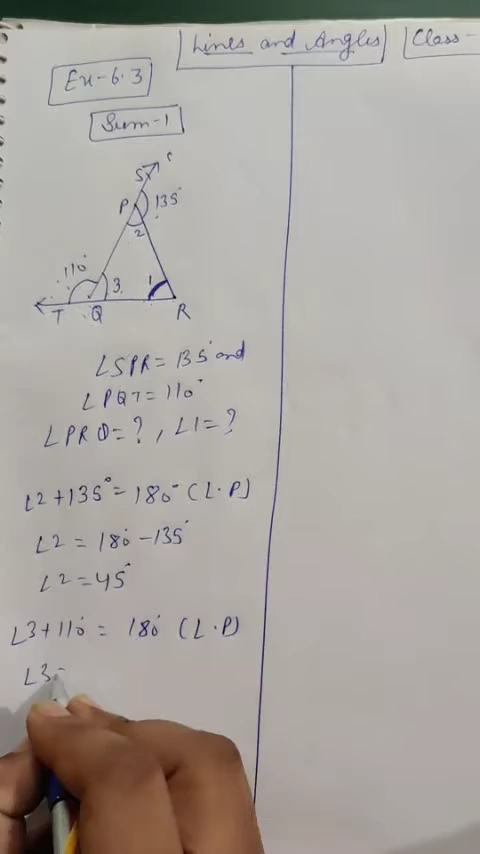 Lines and Angles
Class-
Ex-6.3
Sum-1
S
P 135°
2
110° 3 1
T Q R
∠SPR = 135° and
∠PQT = 110°
∠PRQ = ? , ∠1 = ?
∠2 + 135° = 180° (L.P)
∠2 = 180° - 135°
∠2 = 45°
∠3 + 110° = 180° (L.P)
∠3 =